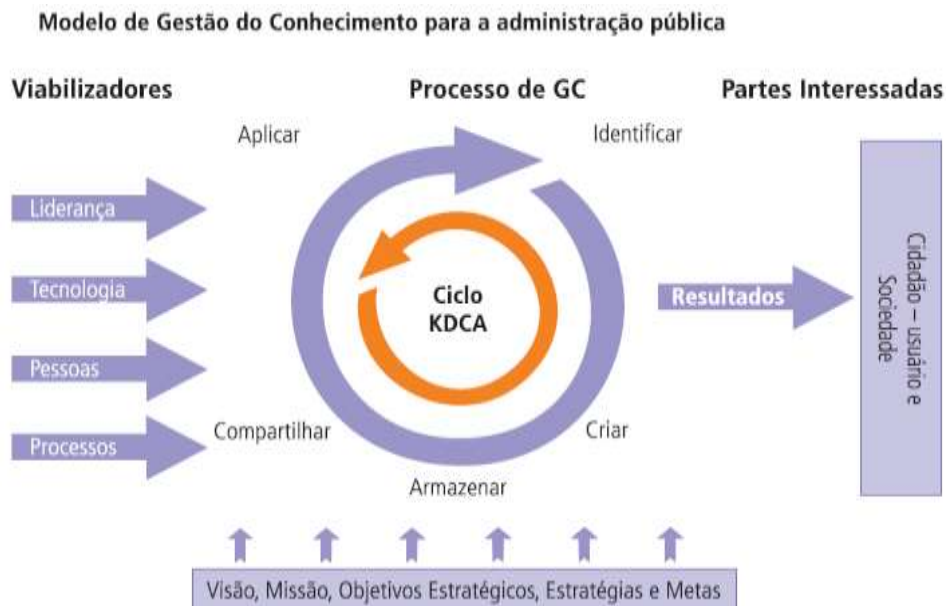 Modelo de Gestão do Conhecimento para a administração pública
Viabilizadores
Processo de GC
Partes Interessadas
Aplicar
Identificar
Liderança
Tecnologia
Pessoas
Processos
Ciclo
KDCA
Resultados
Cidadão – usuário e
Sociedade
Compartilhar
Criar
Armazenar
Visão, Missão, Objetivos Estratégicos, Estratégias e Metas